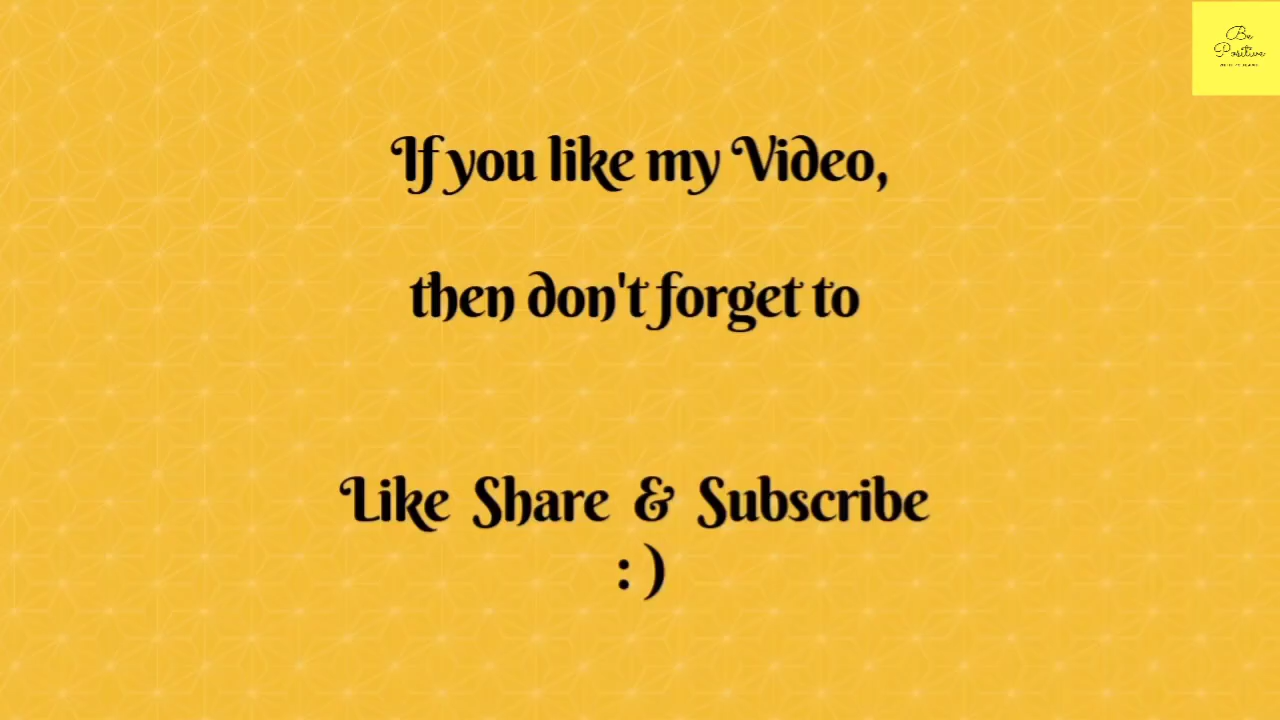 Be
Positive
If you like my Video,
then don't forget to
Like Share & Subscribe
: )